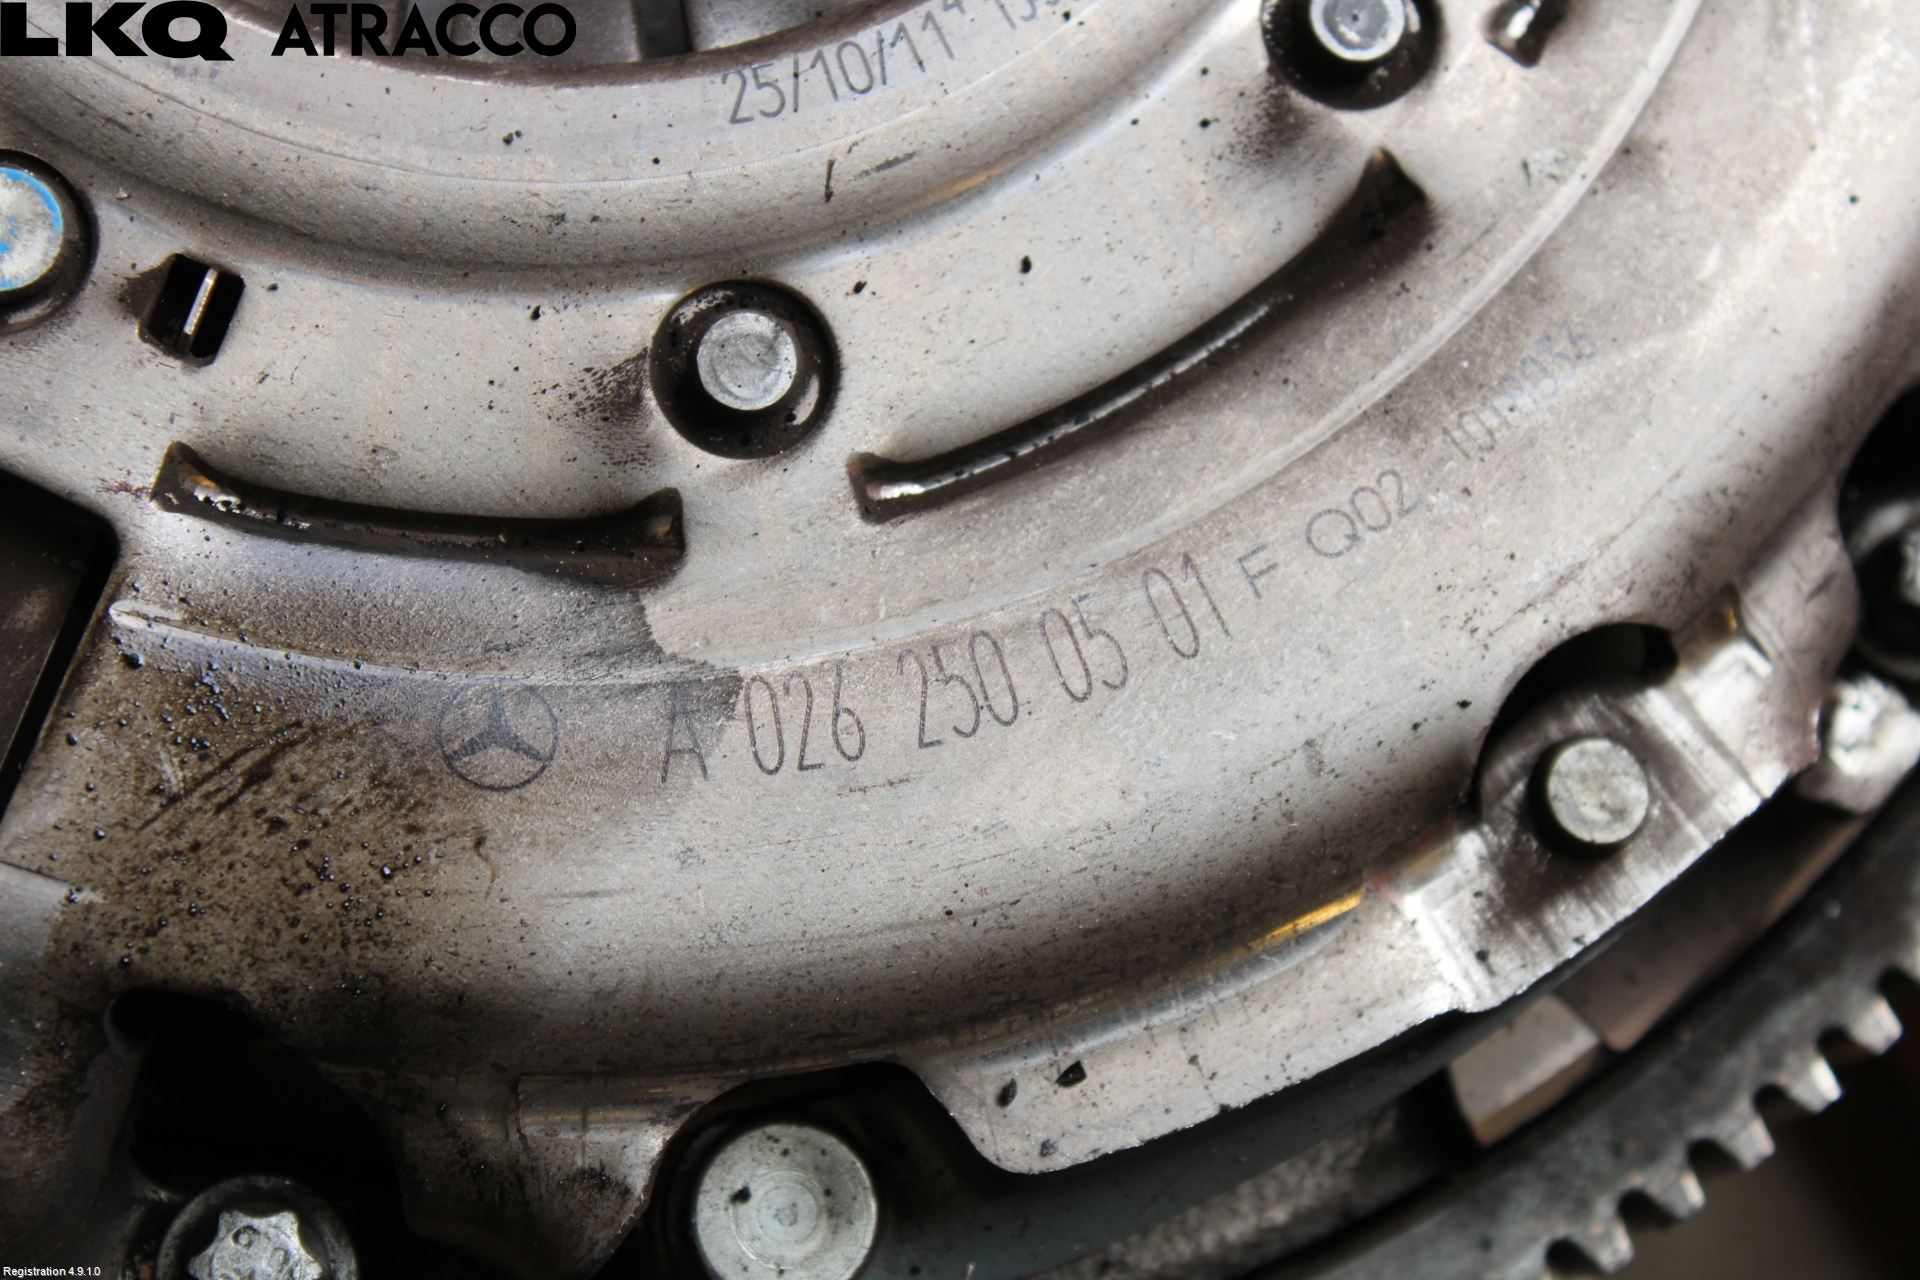 LKQ ATRACCO
25/10/11
A 026 250 05 01 F Q02
Registration 4.9.1.0